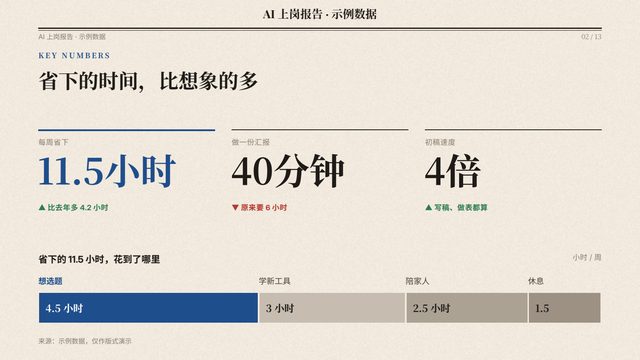 AI 上岗报告 · 示例数据
AI 上岗报告 · 示例数据 02 / 13
KEY NUMBERS
省下的时间，比想象的多
每周省下 做一份汇报 初稿速度
11.5小时 40分钟 4倍
▲ 比去年多 4.2 小时 ▼ 原来要 6 小时 ▲ 写稿、做表都算
省下的 11.5 小时，花到了哪里 小时 / 周
想选题 学新工具 陪家人 休息
4.5 小时 3 小时 2.5 小时 1.5
来源：示例数据，仅作版式演示